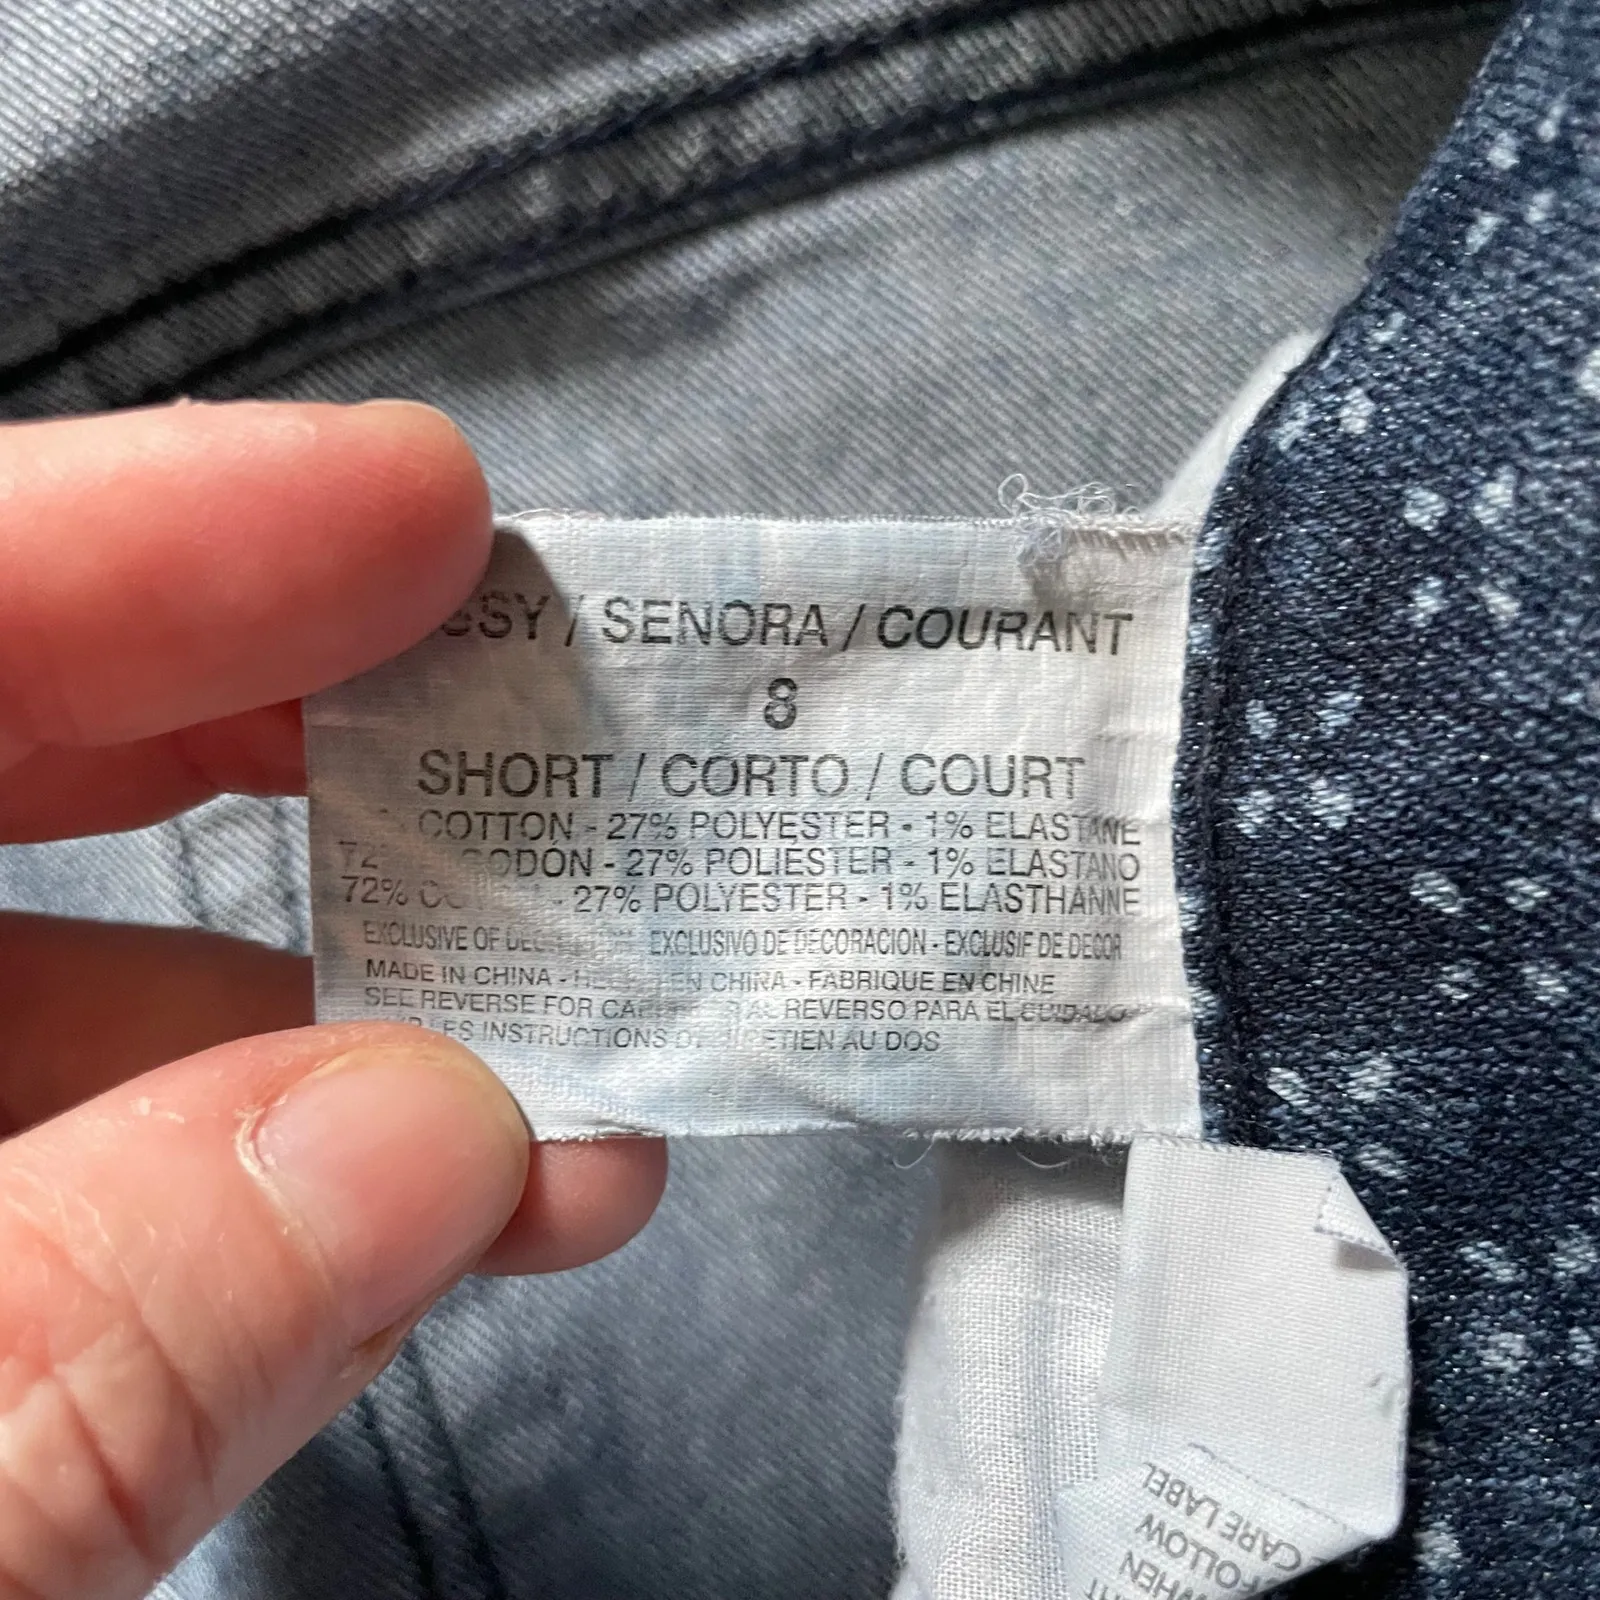 / SENORA / COURANT
8
SHORT / CORTO / COURT
COTTON - 27% POLYESTER - 1% ELASTANE
- 27% POLIESTER - 1% ELASTANO
72% - 27% POLYESTER - 1% ELASTHANNE
EXCLUSIVE OF EXCLUSIVO DE DECORACION - EXCLUSIF DE DECOR
MADE IN CHINA - EN CHINA - FABRIQUE EN CHINE
SEE REVERSE FOR REVERSO PARA EL CUIDADO
LES INSTRUCTIONS AU DOS
CARE LABEL
FOLLOW
WHEN